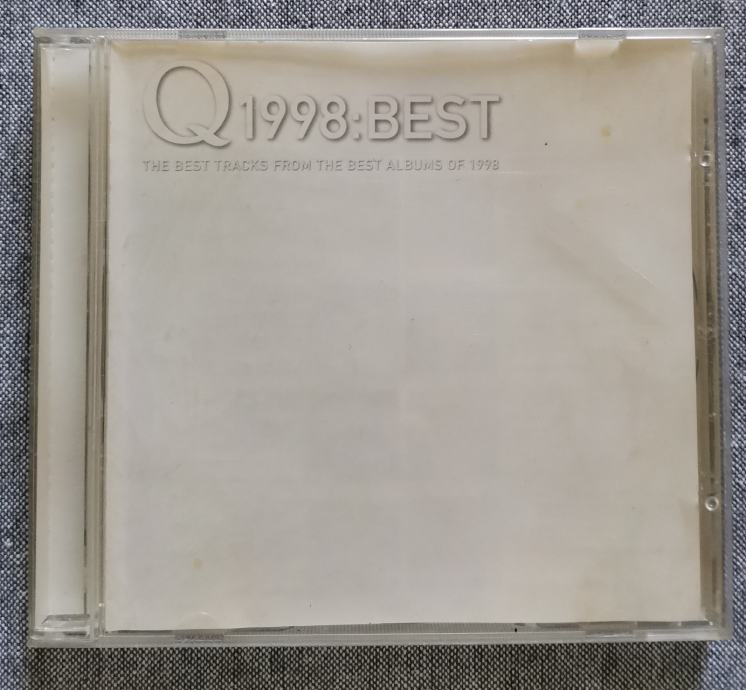 Q 1998:BEST
THE BEST TRACKS FROM THE BEST ALBUMS OF 1998